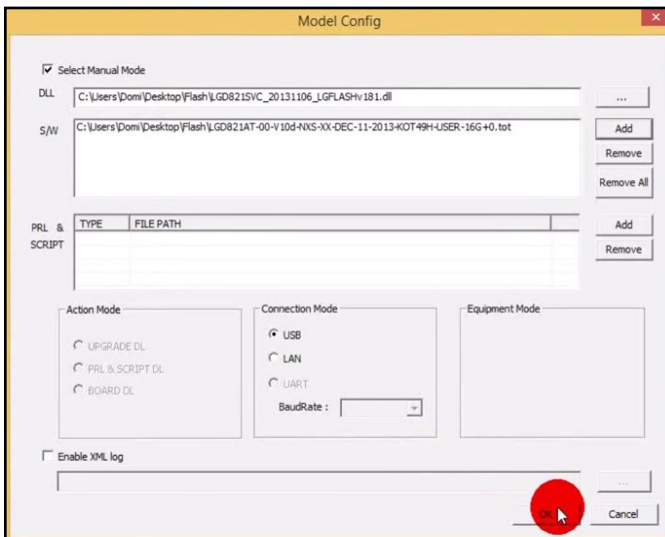 Model Config
Select Manual Mode
DLL
C:\Users\Domi\Desktop\Flash\LGD821SVC_20131106_LGFLASHv181.dll
...
S/W
C:\Users\Domi\Desktop\Flash\LGD821AT-00-V10d-NXS-XX-DEC-11-2013-KOT49H-USER-16G+0.tot
Add
Remove
Remove All
PRL & SCRIPT
TYPE FILE PATH
Add
Remove
Action Mode
UPGRADE DL
PRL & SCRIPT DL
BOARD DL
Connection Mode
USB
LAN
UART
BaudRate :
Equipment Mode
Enable XML log
...
OK
Cancel